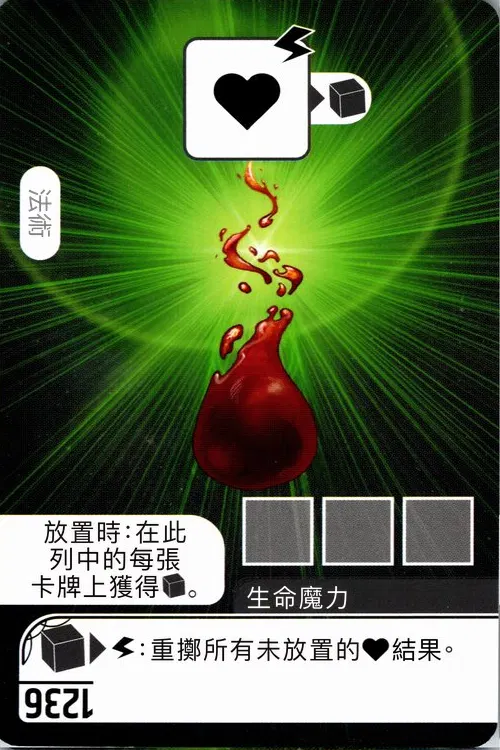 法術
放置時:在此
列中的每張
卡牌上獲得。
生命魔力
:重擲所有未放置的♥結果。
1236